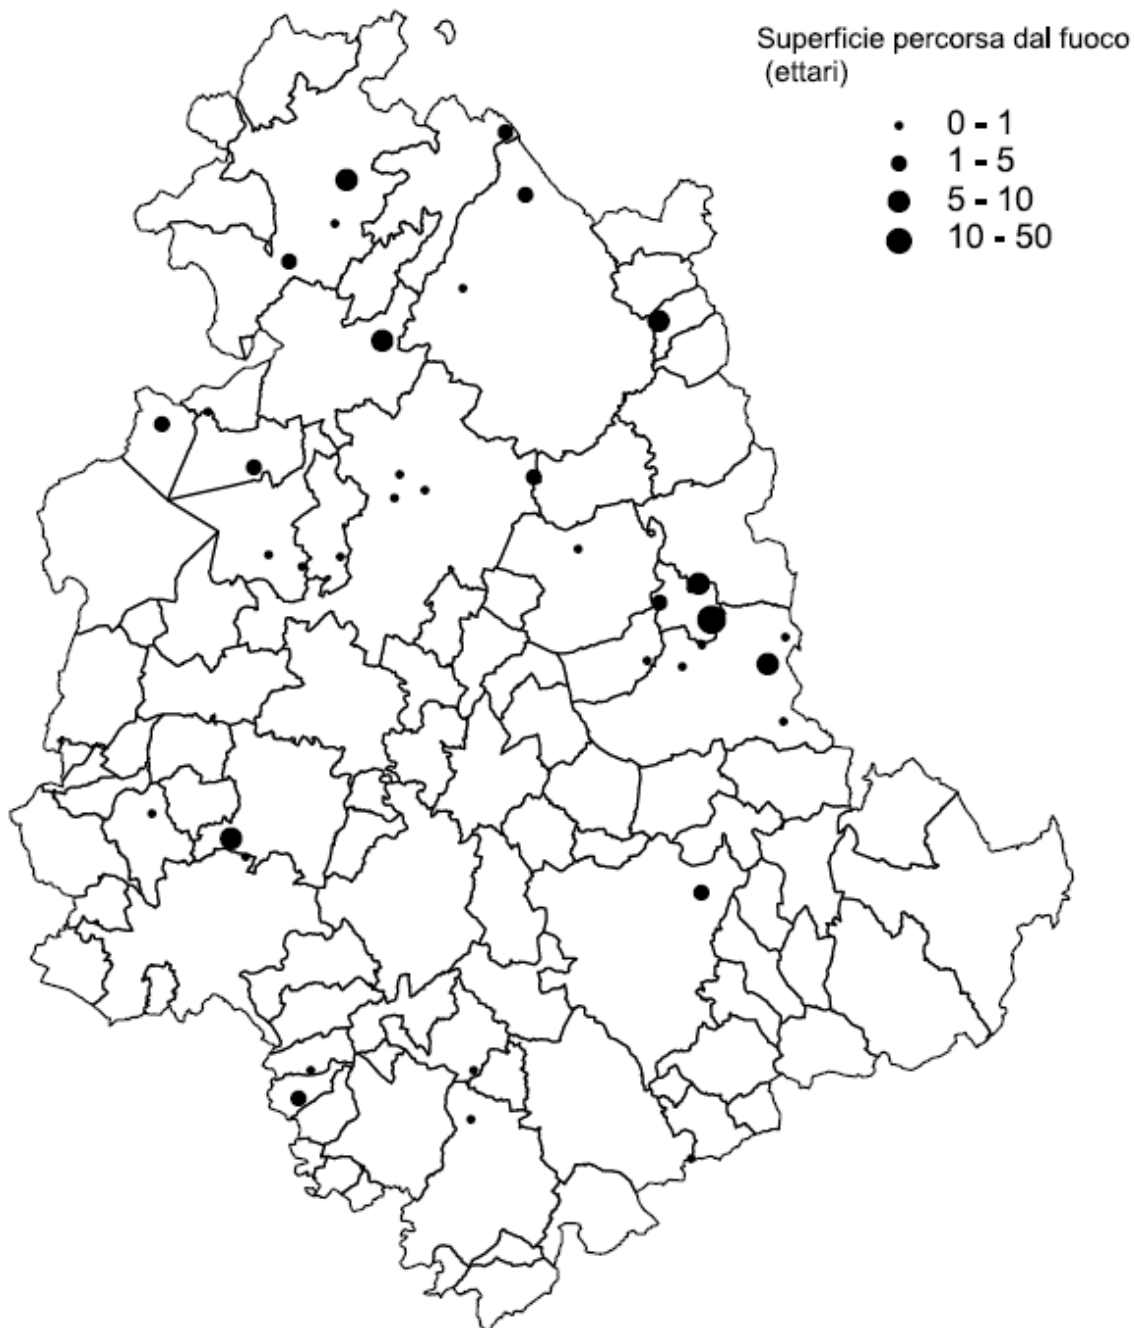 Superficie percorsa dal fuoco
(ettari)
0 - 1
1 - 5
5 - 10
10 - 50